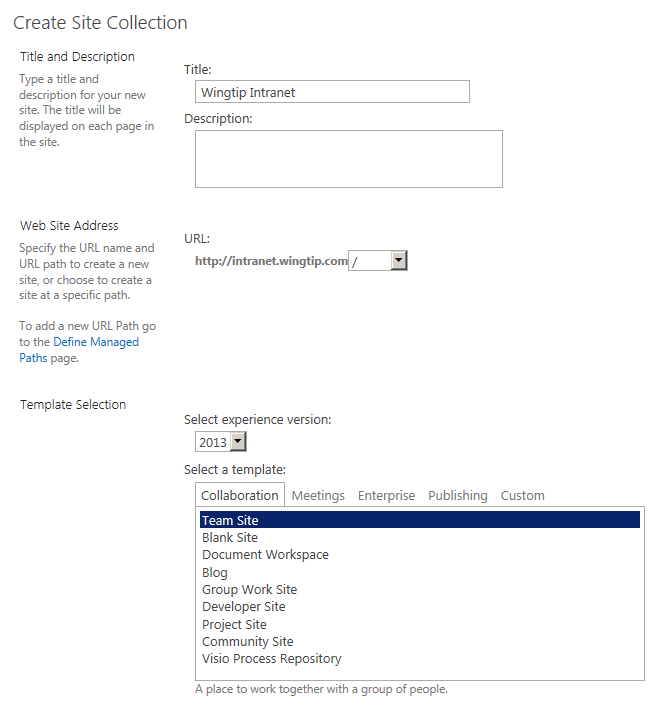 Create Site Collection
Title and Description
Type a title and
description for your new
site. The title will be
displayed on each page in
the site.
Title:
Wingtip Intranet
Description:
Web Site Address
Specify the URL name and
URL path to create a new
site, or choose to create a
site at a specific path.
To add a new URL Path go
to the Define Managed
Paths page.
URL:
http://intranet.wingtip.com /
Template Selection
Select experience version:
2013
Select a template:
Collaboration Meetings Enterprise Publishing Custom
Team Site
Blank Site
Document Workspace
Blog
Group Work Site
Developer Site
Project Site
Community Site
Visio Process Repository
A place to work together with a group of people.